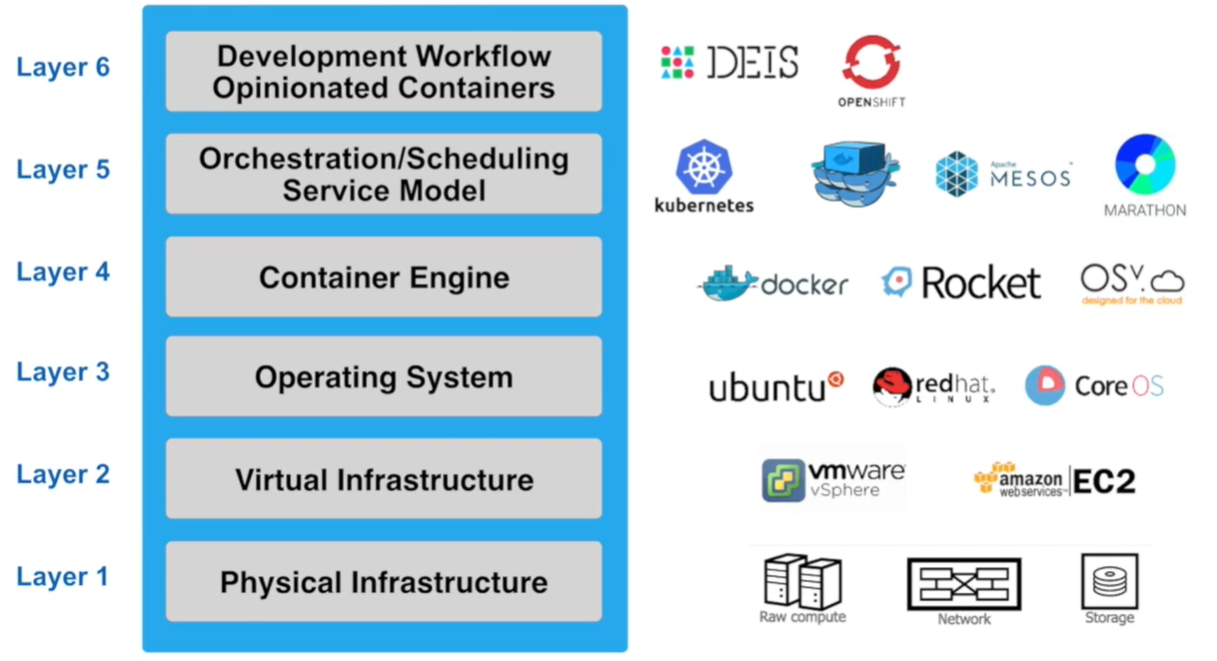 Layer 6
Development Workflow
Opinionated Containers
DEIS
OPENSHIFT
Layer 5
Orchestration/Scheduling
Service Model
kubernetes
Apache
MESOS™
MARATHON
Layer 4
Container Engine
docker
Rocket
OSv.
designed for the cloud
Layer 3
Operating System
ubuntu
redhat.
LINUX
CoreOS
Layer 2
Virtual Infrastructure
vmware
vSphere
amazon
webservices™
EC2
Layer 1
Physical Infrastructure
Raw compute
Network
Storage